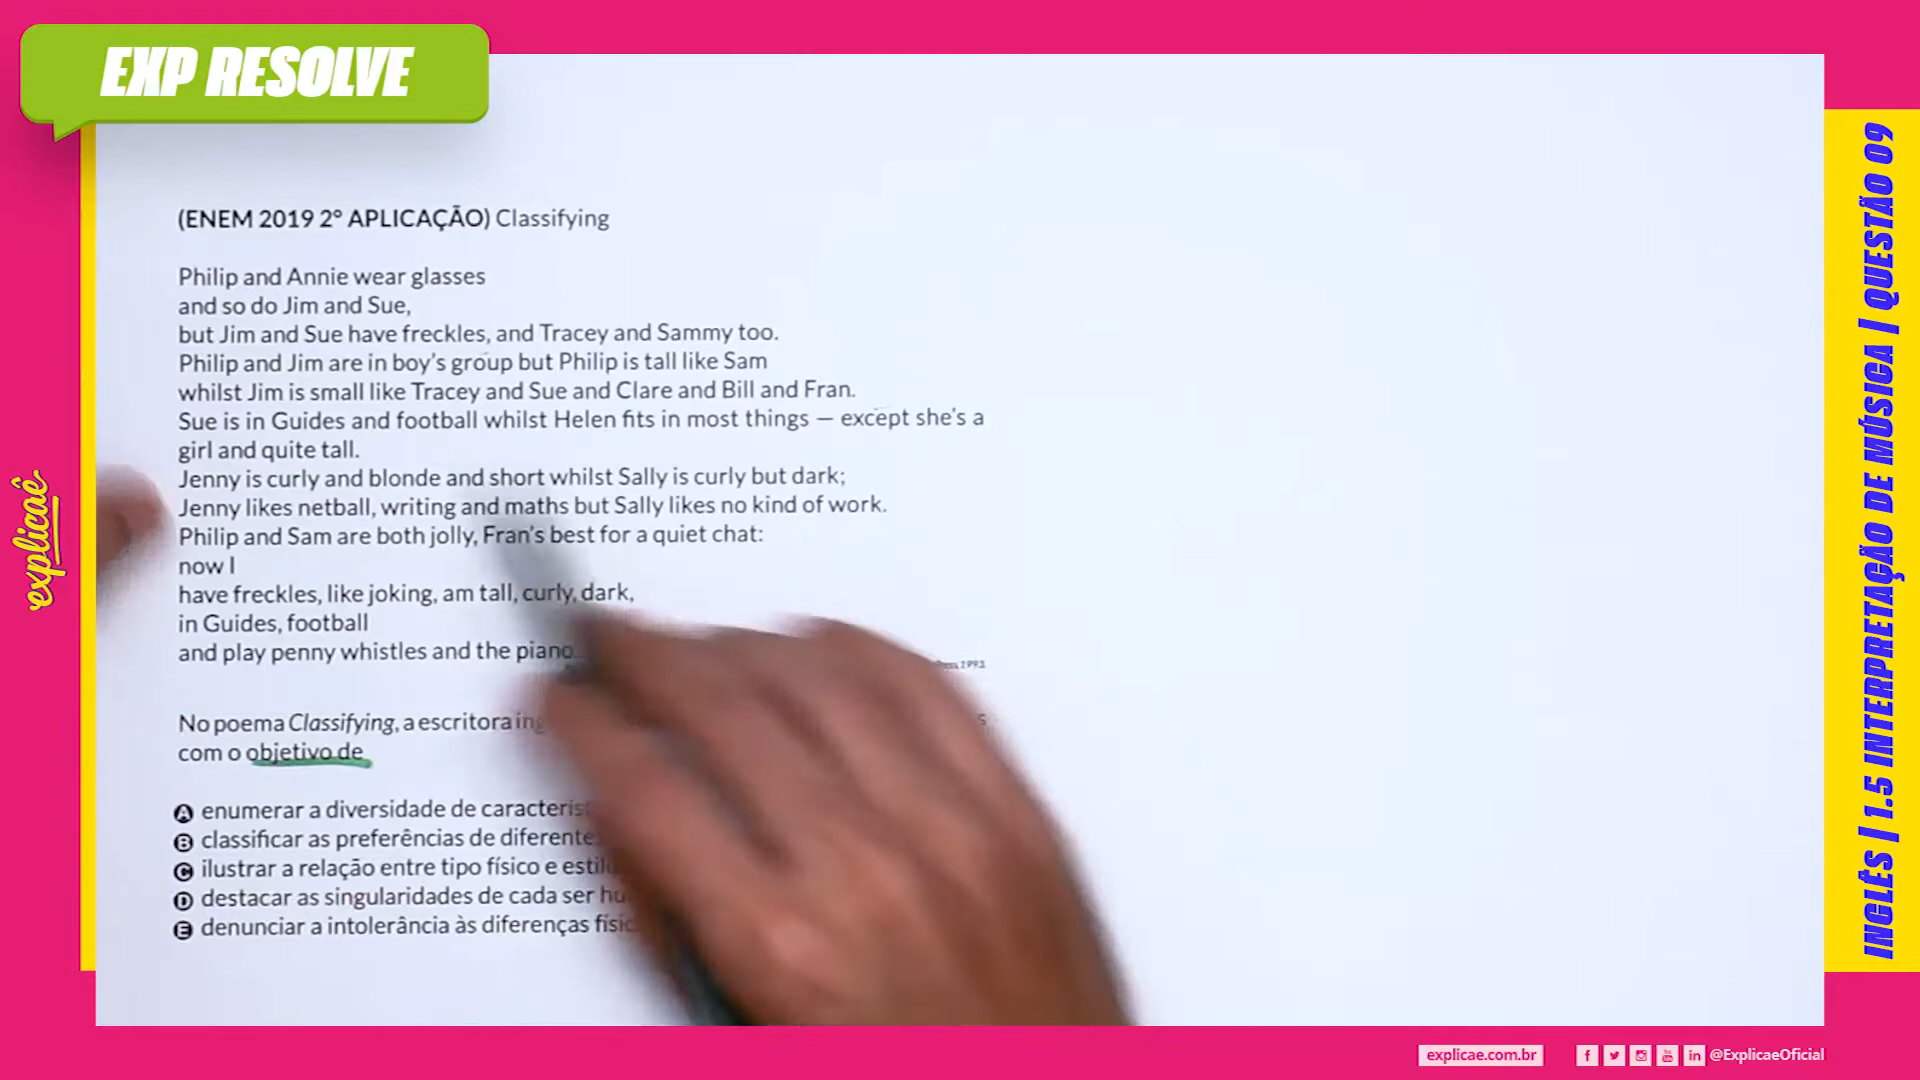 EXP RESOLVE
(ENEM 2019 2º APLICAÇÃO) Classifying
Philip and Annie wear glasses
and so do Jim and Sue,
but Jim and Sue have freckles, and Tracey and Sammy too.
Philip and Jim are in boy's group but Philip is tall like Sam
whilst Jim is small like Tracey and Sue and Clare and Bill and Fran.
Sue is in Guides and football whilst Helen fits in most things — except she's a
girl and quite tall.
Jenny is curly and blonde and short whilst Sally is curly but dark;
Jenny likes netball, writing and maths but Sally likes no kind of work.
Philip and Sam are both jolly, Fran's best for a quiet chat:
now I
have freckles, like joking, am tall, curly, dark,
in Guides, football
and play penny whistles and the piano
1993
No poema Classifying, a escritora
com o objetivo de
A enumerar a diversidade de
B classificar as preferências de
C ilustrar a relação entre tipo físico e
D destacar as singularidades de cada ser
E denunciar a intolerância às diferenças
explicaê
INGLÊS | 1.5 INTERPRETAÇÃO DE MÚSICA | QUESTÃO 09
explicae.com.br
@ExplicaeOficial